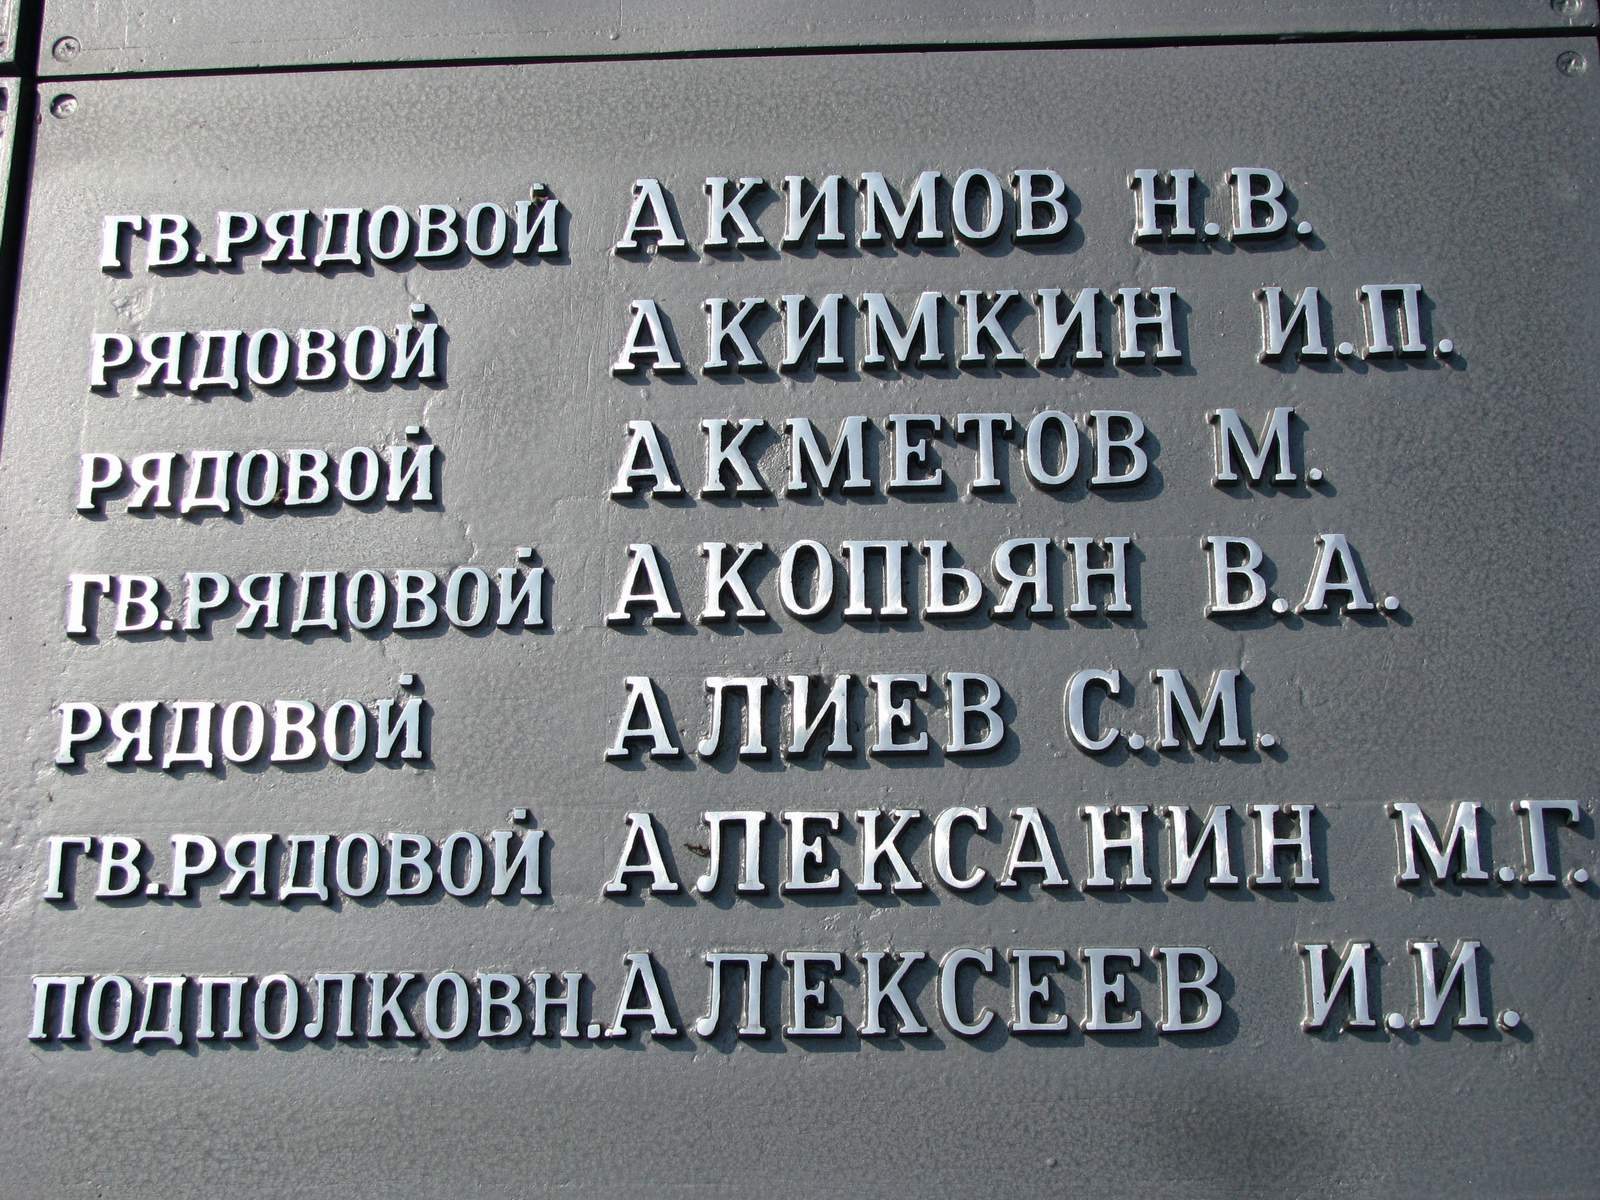 ГВ.РЯДОВОЙ АКИМОВ Н.В.
РЯДОВОЙ АКИМКИН И.П.
РЯДОВОЙ АКМЕТОВ М.
ГВ.РЯДОВОЙ АКОПЬЯН В.А.
РЯДОВОЙ АЛИЕВ С.М.
ГВ.РЯДОВОЙ АЛЕКСАНИН М.Г.
ПОДПОЛКОВН. АЛЕКСЕЕВ И.И.